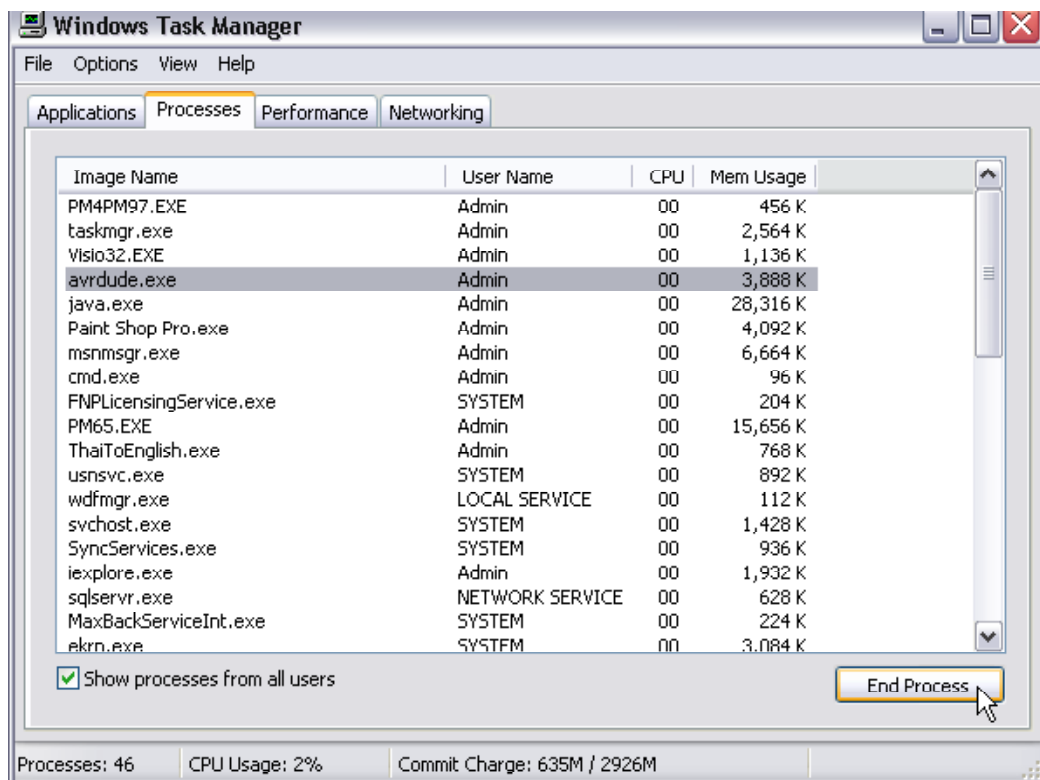 Windows Task Manager
File Options View Help
Applications Processes Performance Networking
Image Name User Name CPU Mem Usage
PM4PM97.EXE Admin 00 456 K
taskmgr.exe Admin 00 2,564 K
Visio32.EXE Admin 00 1,136 K
avrdude.exe Admin 00 3,888 K
java.exe Admin 00 28,316 K
Paint Shop Pro.exe Admin 00 4,092 K
msnmsgr.exe Admin 00 6,664 K
cmd.exe Admin 00 96 K
FNPLicensingService.exe SYSTEM 00 204 K
PM65.EXE Admin 00 15,656 K
ThaiToEnglish.exe Admin 00 768 K
usnsvc.exe SYSTEM 00 892 K
wdfmgr.exe LOCAL SERVICE 00 112 K
svchost.exe SYSTEM 00 1,428 K
SyncServices.exe SYSTEM 00 936 K
iexplore.exe Admin 00 1,932 K
sqlservr.exe NETWORK SERVICE 00 628 K
MaxBackServiceInt.exe SYSTEM 00 224 K
ekrn.exe SYSTEM 00 3,084 K
Show processes from all users
End Process
Processes: 46 CPU Usage: 2% Commit Charge: 635M / 2926M